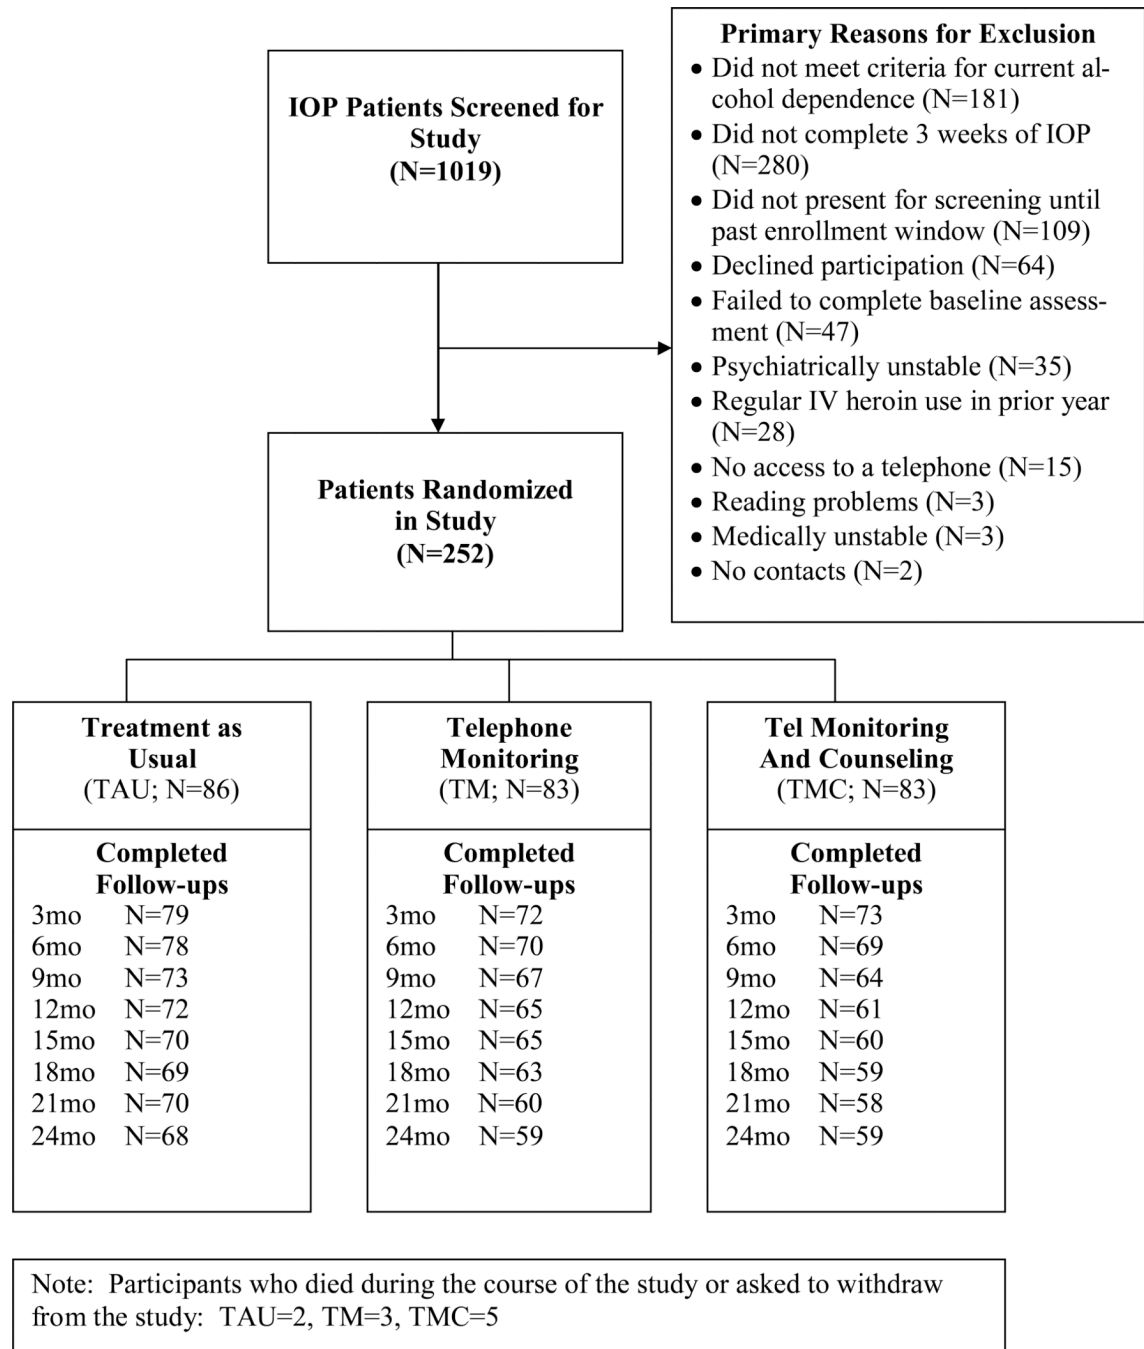 IOP Patients Screened for
Study
(N=1019)
Primary Reasons for Exclusion
• Did not meet criteria for current al-
cohol dependence (N=181)
• Did not complete 3 weeks of IOP
(N=280)
• Did not present for screening until
past enrollment window (N=109)
• Declined participation (N=64)
• Failed to complete baseline assess-
ment (N=47)
• Psychiatrically unstable (N=35)
• Regular IV heroin use in prior year
(N=28)
• No access to a telephone (N=15)
• Reading problems (N=3)
• Medically unstable (N=3)
• No contacts (N=2)
Patients Randomized
in Study
(N=252)
Treatment as
Usual
(TAU; N=86)
Completed
Follow-ups
3mo N=79
6mo N=78
9mo N=73
12mo N=72
15mo N=70
18mo N=69
21mo N=70
24mo N=68
Telephone
Monitoring
(TM; N=83)
Completed
Follow-ups
3mo N=72
6mo N=70
9mo N=67
12mo N=65
15mo N=65
18mo N=63
21mo N=60
24mo N=59
Tel Monitoring
And Counseling
(TMC; N=83)
Completed
Follow-ups
3mo N=73
6mo N=69
9mo N=64
12mo N=61
15mo N=60
18mo N=59
21mo N=58
24mo N=59
Note: Participants who died during the course of the study or asked to withdraw
from the study: TAU=2, TM=3, TMC=5